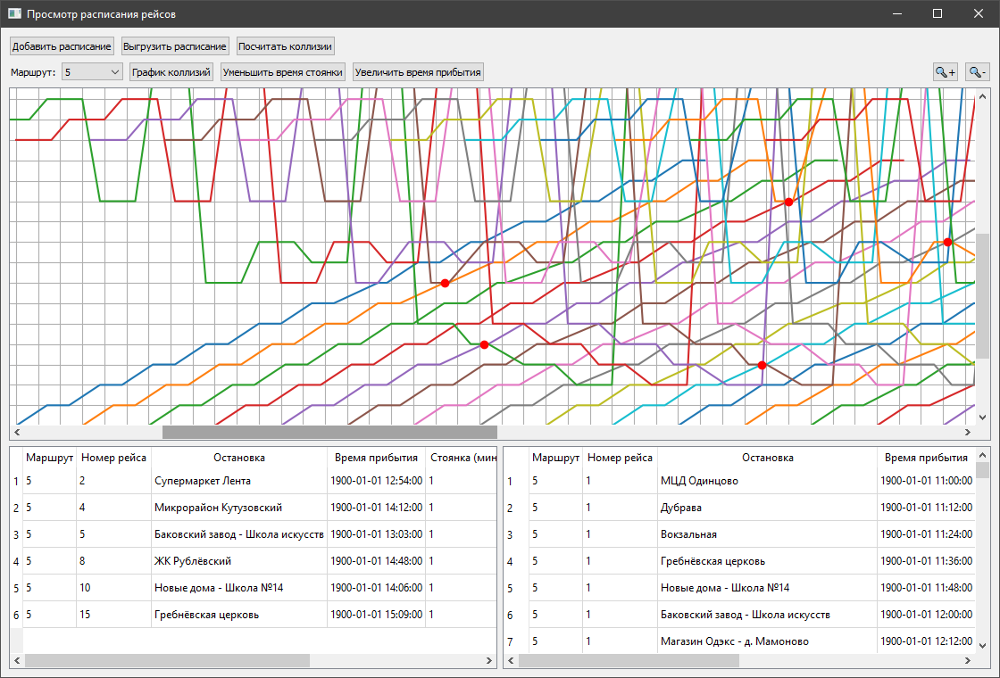 Просмотр расписания рейсов
Добавить расписание Выгрузить расписание Посчитать коллизии
Маршрут: 5 График коллизий Уменьшить время стоянки Увеличить время прибытия + -
Маршрут Номер рейса Остановка Время прибытия Стоянка (мин
1 5 2 Супермаркет Лента 1900-01-01 12:54:00 1
2 5 4 Микрорайон Кутузовский 1900-01-01 14:12:00 1
3 5 5 Баковский завод - Школа искусств 1900-01-01 13:03:00 1
4 5 8 ЖК Рублёвский 1900-01-01 14:48:00 1
5 5 10 Новые дома - Школа №14 1900-01-01 14:06:00 1
6 5 15 Гребнёвская церковь 1900-01-01 15:09:00 1
Маршрут Номер рейса Остановка Время прибытия
1 5 1 МЦД Одинцово 1900-01-01 11:00:00
2 5 1 Дубрава 1900-01-01 11:12:00
3 5 1 Вокзальная 1900-01-01 11:24:00
4 5 1 Гребнёвская церковь 1900-01-01 11:36:00
5 5 1 Новые дома - Школа №14 1900-01-01 11:48:00
6 5 1 Баковский завод - Школа искусств 1900-01-01 12:00:00
7 5 1 Магазин Одэкс - д. Мамоново 1900-01-01 12:12:00